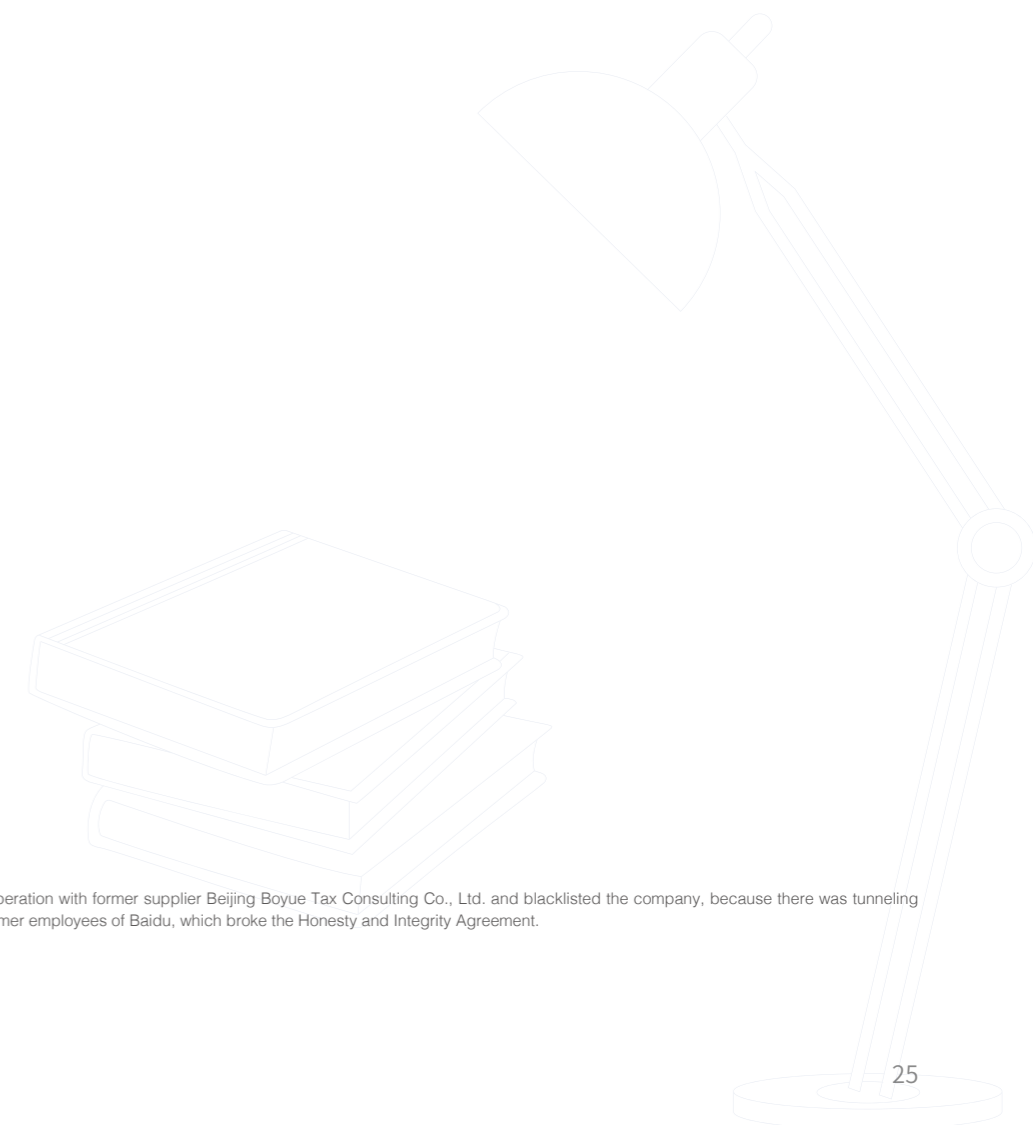 peration with former supplier Beijing Boyue Tax Consulting Co., Ltd. and blacklisted the company, because there was tunneling
mer employees of Baidu, which broke the Honesty and Integrity Agreement.
25